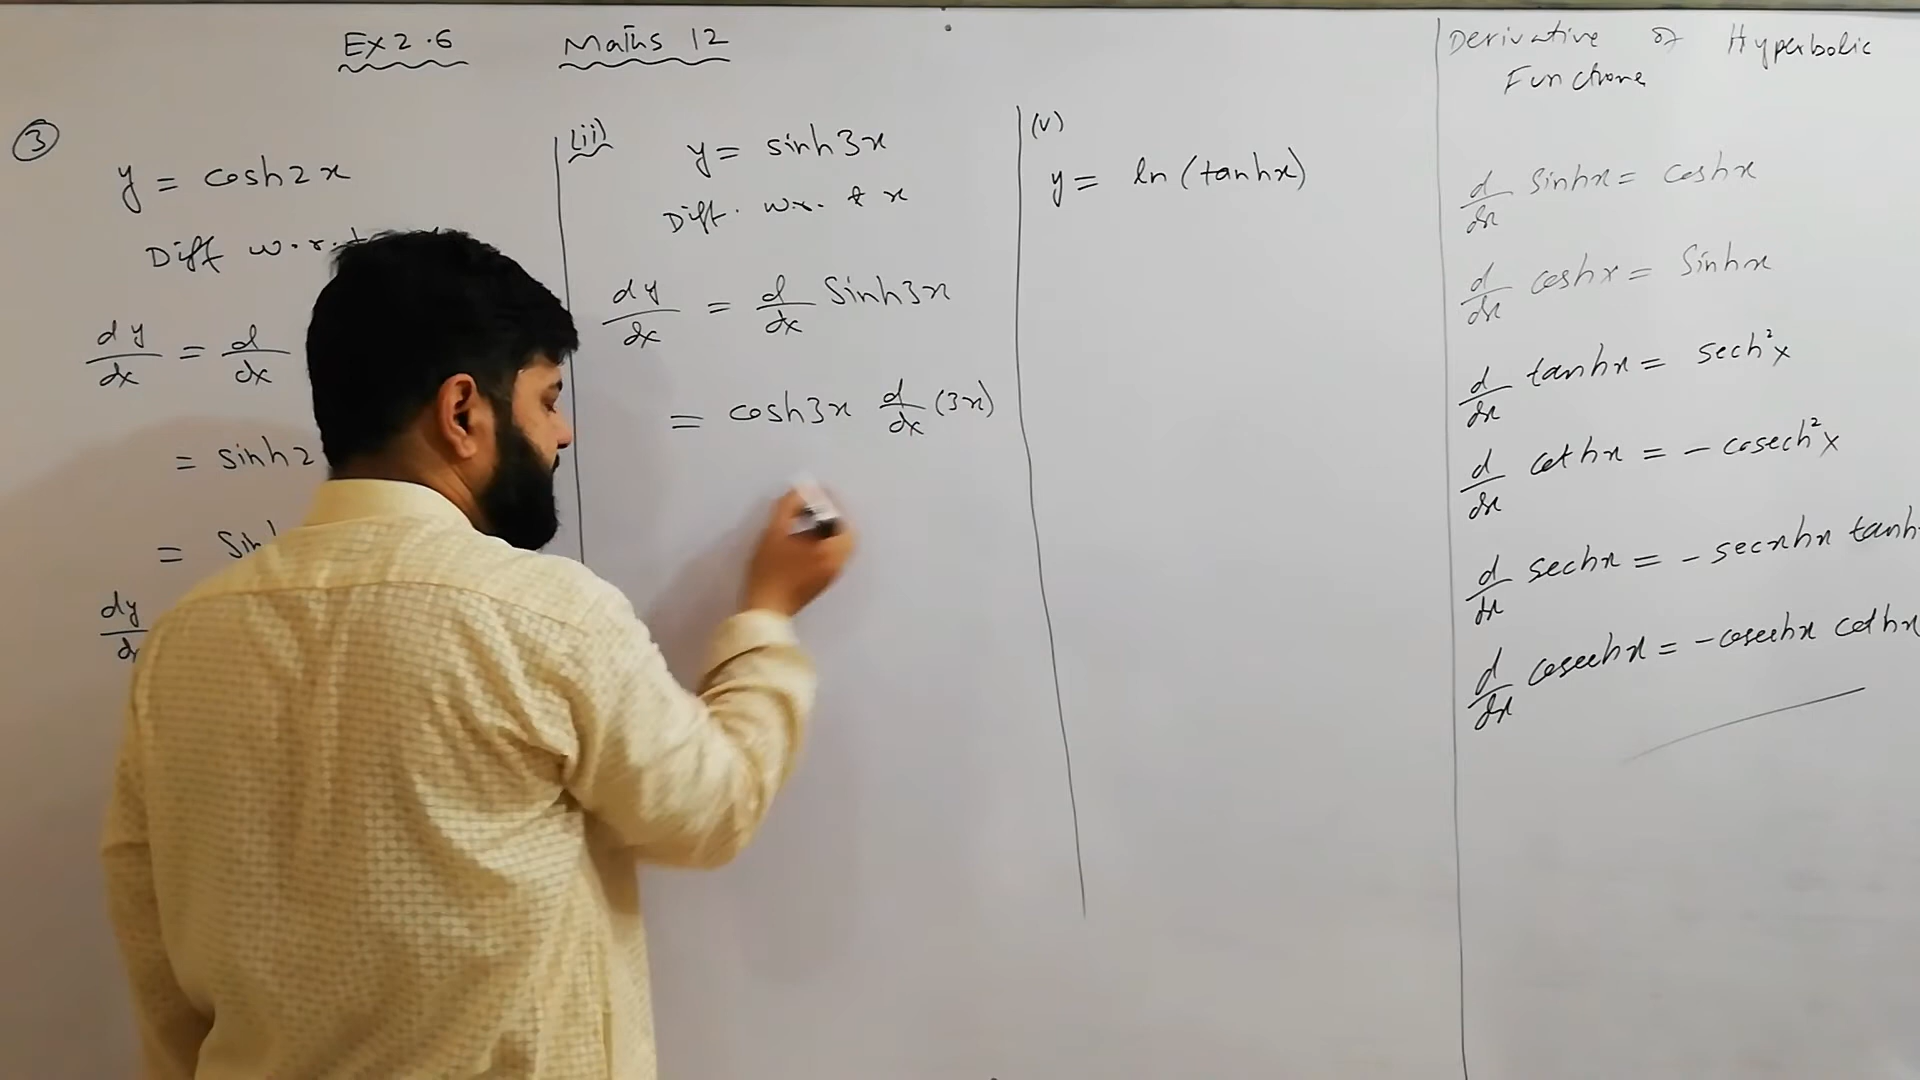 Ex 2.6 Maths 12
③
y = cosh2x
Diff w.r.t
dy/dx = d/dx
= sinh2
= Sinh
dy/dx
(ii)
y = sinh3x
Diff. w.r.t x
dy/dx = d/dx Sinh3x
= cosh3x d/dx (3x)
(v)
y = ln (tanhx)
Derivative of Hyperbolic
Functions
d/dx sinhx = coshx
d/dx coshx = Sinhx
d/dx tanhx = sech²x
d/dx cothx = - cosech²x
d/dx sechx = - sechx tanh
d/dx cosechx = - cosechx cothx